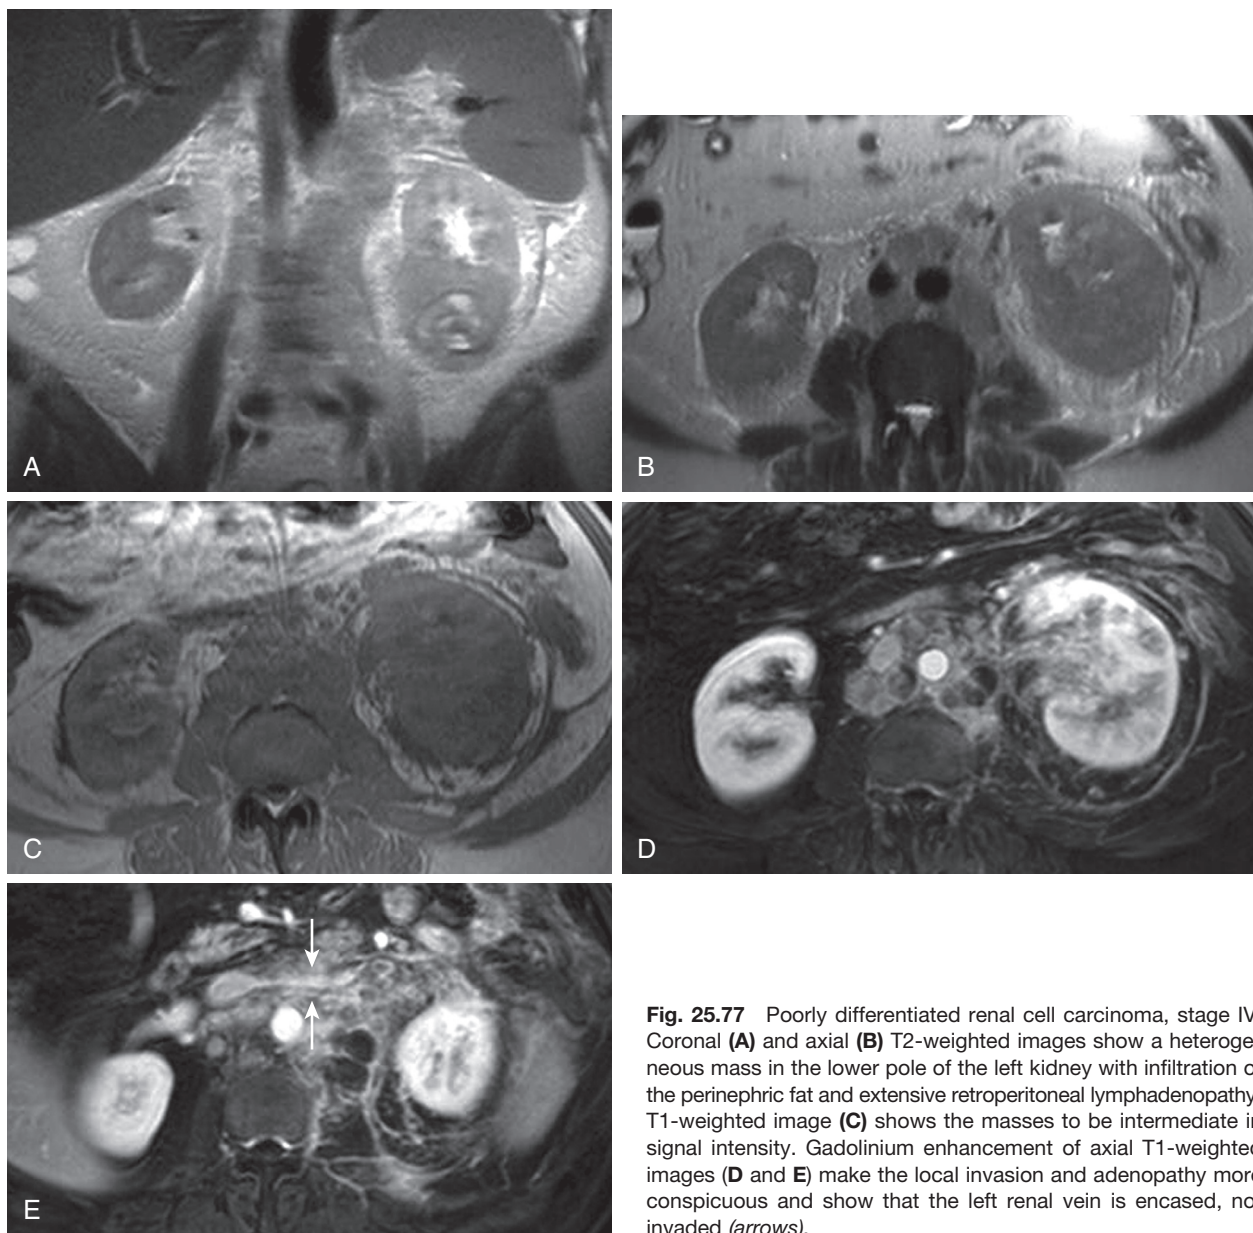 A
B
C
D
E
Fig. 25.77 Poorly differentiated renal cell carcinoma, stage IV
Coronal (A) and axial (B) T2-weighted images show a heteroge
neous mass in the lower pole of the left kidney with infiltration o
the perinephric fat and extensive retroperitoneal lymphadenopathy
T1-weighted image (C) shows the masses to be intermediate i
signal intensity. Gadolinium enhancement of axial T1-weighted
images (D and E) make the local invasion and adenopathy more
conspicuous and show that the left renal vein is encased, no
invaded (arrows).